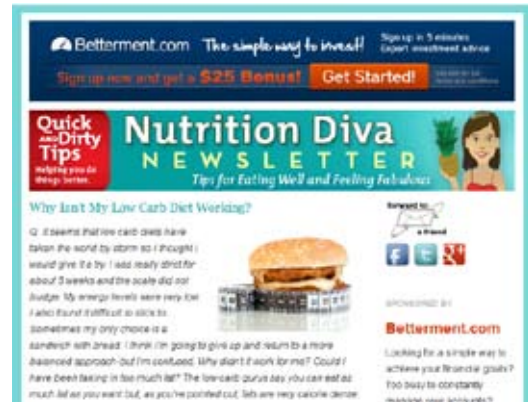 Betterment.com The simple way to invest!
Sign up in 5 minutes
Expert investment advice
Sign up now and get a $25 Bonus! Get Started!
Quick
AND Dirty
Tips
Helping you do
things better.
Nutrition Diva
NEWSLETTER
Tips for Eating Well and Feeling Fabulous
Why Isn't My Low Carb Diet Working?
Q. It seems that low carb diets have
taken the world by storm so I thought I
would give it a try. I was really strict for
about 5 weeks and the scale did not
budge. My energy levels were very low.
I also found it difficult to stick to.
Sometimes my only choice is a
sandwich with bread. I think I'm going to give up and return to a more
balanced approach but I'm confused. Why didn't it work for me? Could I
have been taking in too much fat? The low-carb gurus say you can eat as
much fat as you want but, as you've pointed out, fats are very calorie dense
forward to
a friend
f t g+1
SPONSORED BY
Betterment.com
Looking for a simple way to
achieve your financial goals?
Too busy to constantly
manage your accounts?